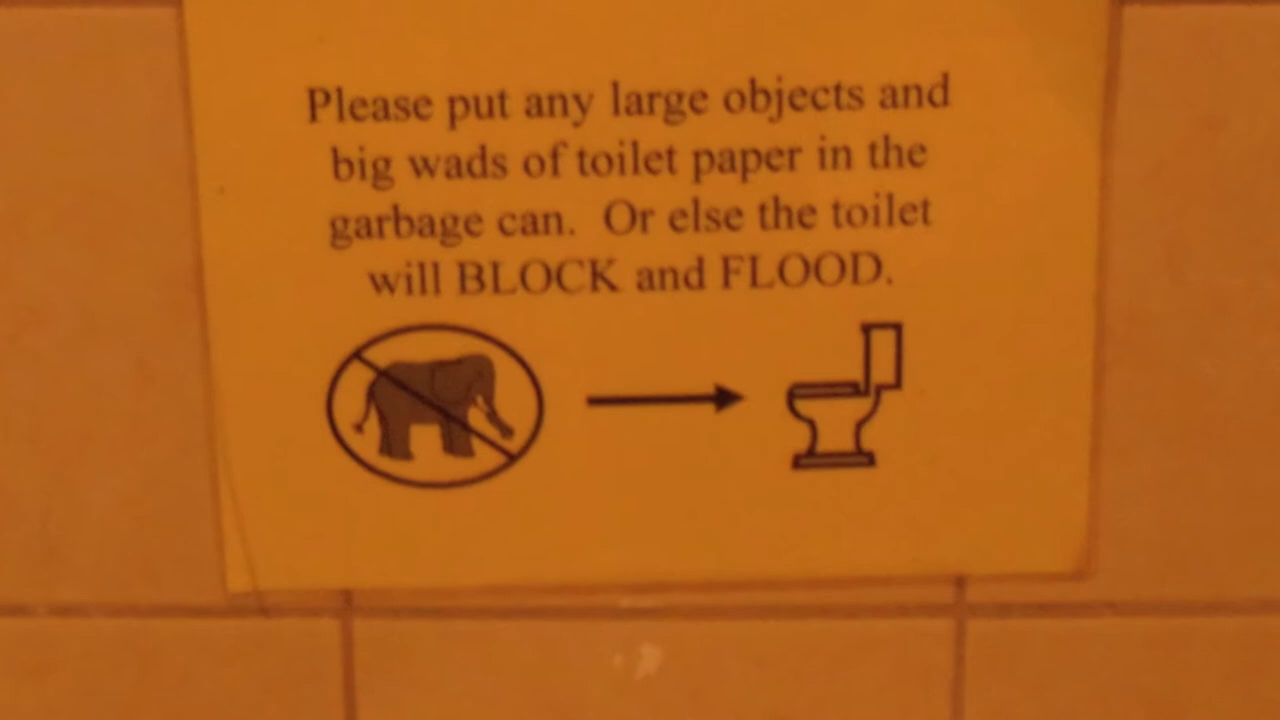 Please put any large objects and
big wads of toilet paper in the
garbage can. Or else the toilet
will BLOCK and FLOOD.